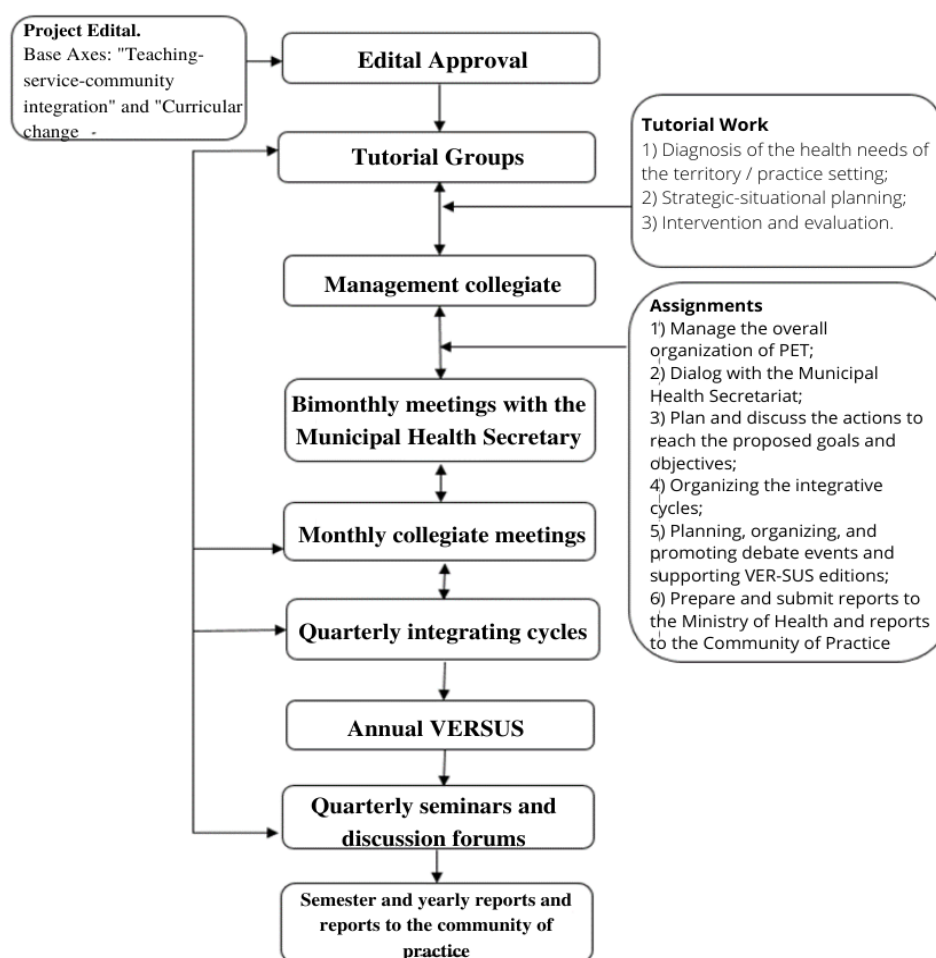 Project Edital.
Base Axes: "Teaching-
service-community
integration" and "Curricular
change -
Edital Approval
Tutorial Groups
Tutorial Work
1) Diagnosis of the health needs of
the territory / practice setting;
2) Strategic-situational planning;
3) Intervention and evaluation.
Management collegiate
Assignments
1) Manage the overall
organization of PET;
2) Dialog with the Municipal
Health Secretariat;
3) Plan and discuss the actions to
reach the proposed goals and
objectives;
4) Organizing the integrative
cycles;
5) Planning, organizing, and
promoting debate events and
supporting VER-SUS editions;
6) Prepare and submit reports to
the Ministry of Health and reports
to the Community of Practice
Bimonthly meetings with the
Municipal Health Secretary
Monthly collegiate meetings
Quarterly integrating cycles
Annual VERSUS
Quarterly seminars and
discussion forums
Semester and yearly reports and
reports to the community of
practice